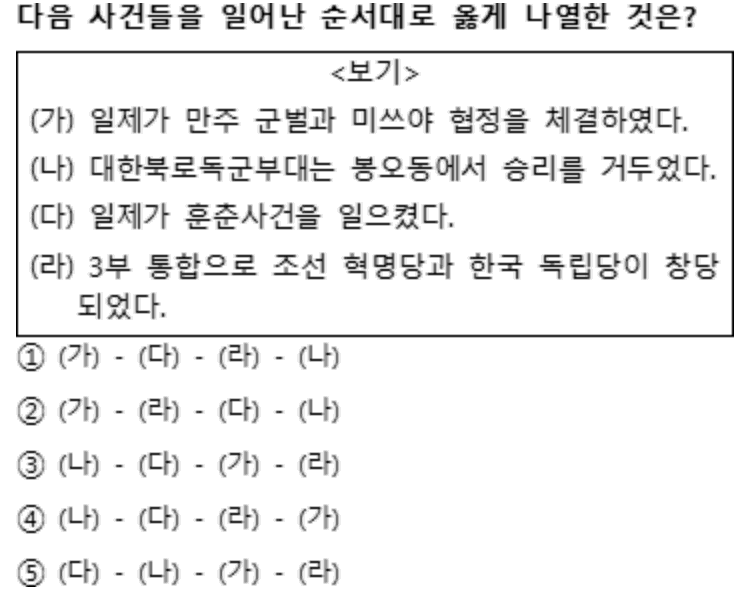 다음 사건들을 일어난 순서대로 옳게 나열한 것은?
<보기>
(가) 일제가 만주 군벌과 미쓰야 협정을 체결하였다.
(나) 대한북로독군부대는 봉오동에서 승리를 거두었다.
(다) 일제가 훈춘사건을 일으켰다.
(라) 3부 통합으로 조선 혁명당과 한국 독립당이 창당
되었다.
① (가) - (다) - (라) - (나)
② (가) - (라) - (다) - (나)
③ (나) - (다) - (가) - (라)
④ (나) - (다) - (라) - (가)
⑤ (다) - (나) - (가) - (라)